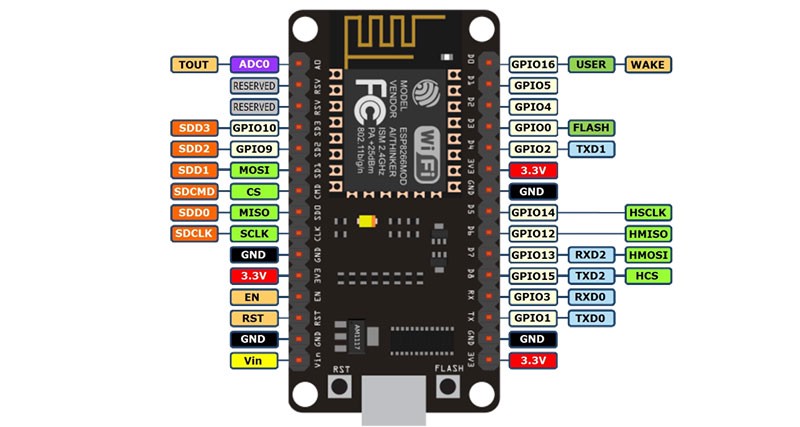 TOUT ADC0 A0
RESERVED RSV
RESERVED RSV
SDD3 GPIO10 SD3
SDD2 GPIO9 SD2
SDD1 MOSI SD1
SDCMD CS CMD
SDD0 MISO SD0
SDCLK SCLK CLK
GND GND
3.3V 3V3
EN EN
RST RST
GND GND
Vin Vin
MODEL ESP8266MOD
VENDOR AI/THINKER
ISM 2.4GHz
PA +25dBm
802.11b/g/n
FC
Wi Fi
AM1117
RST
FLASH
D0 GPIO16 USER WAKE
D1 GPIO5
D2 GPIO4
D3 GPIO0 FLASH
D4 GPIO2 TXD1
3V3 3.3V
GND GND
D5 GPIO14 HSCLK
D6 GPIO12 HMISO
D7 GPIO13 RXD2 HMOSI
D8 GPIO15 TXD2 HCS
RX GPIO3 RXD0
TX GPIO1 TXD0
GND GND
3V3 3.3V